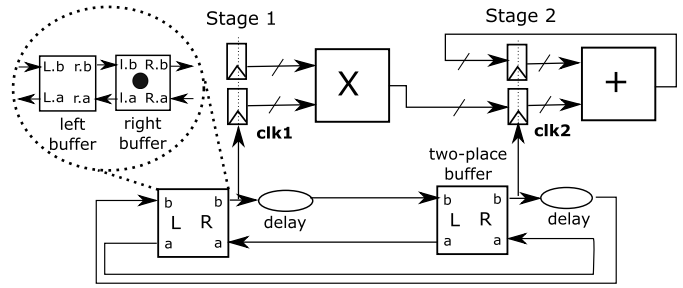 Stage 1
Stage 2
L.b r.b l.b R.b
L.a r.a l.a R.a
left buffer
right buffer
X
+
clk1
clk2
two-place buffer
b b
L R
a a
delay
b b
L R
a a
delay